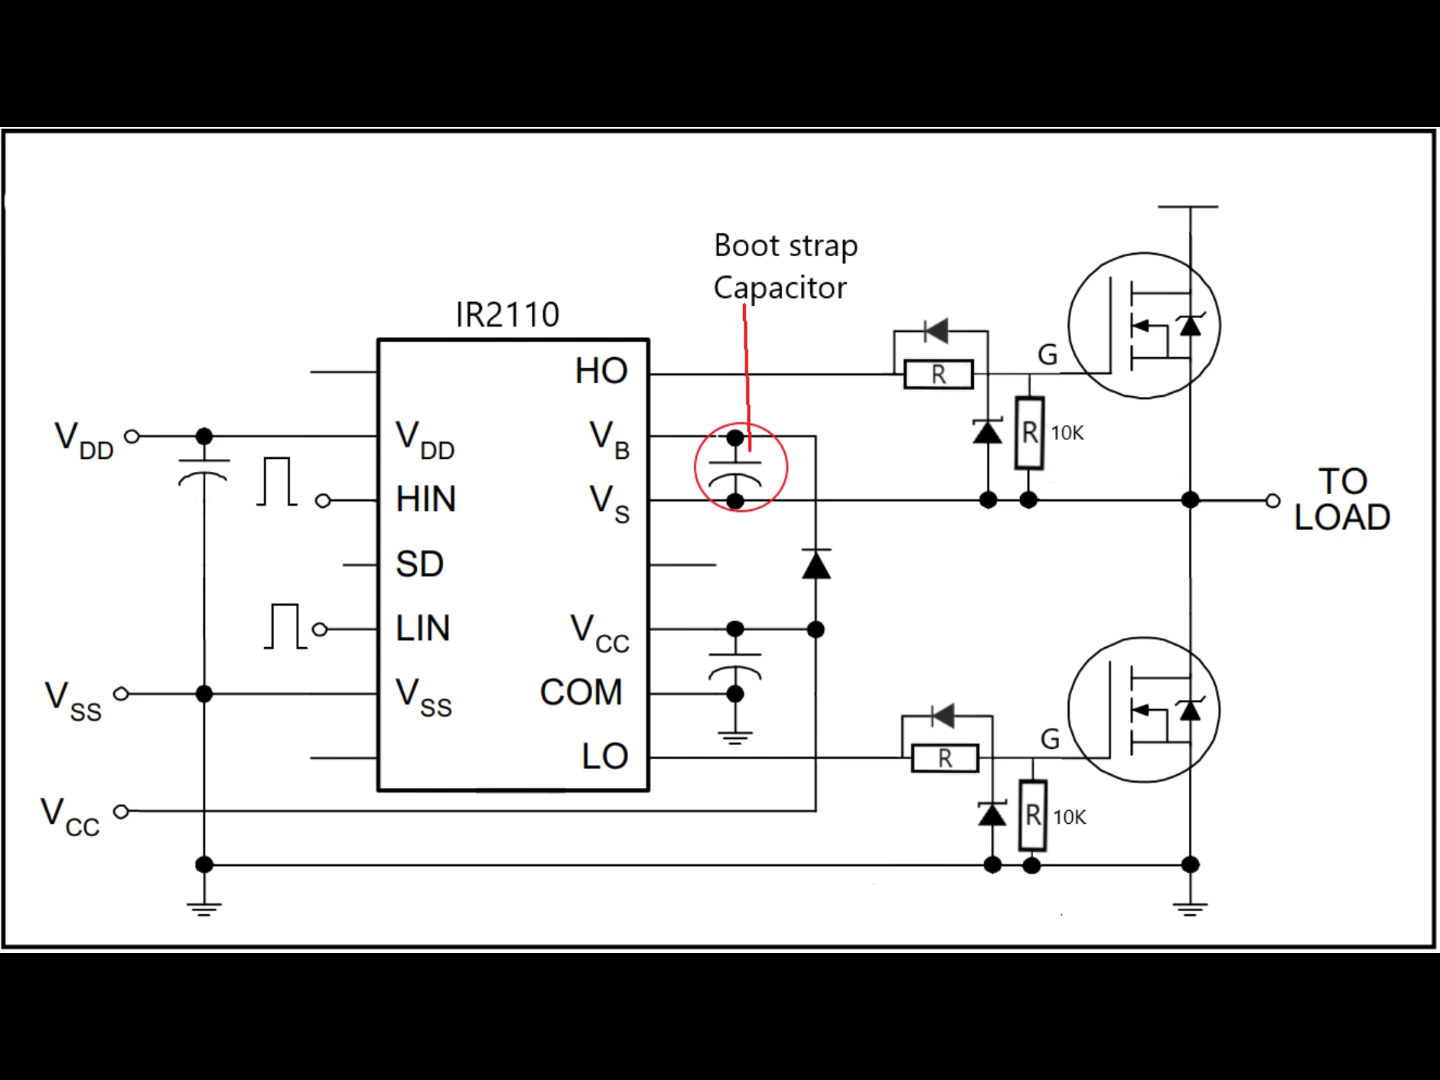 Boot strap
Capacitor
IR2110
HO
R
G
VDD
VDD
VB
R 10K
HIN
VS
TO
LOAD
SD
LIN
VCC
VSS
VSS
COM
LO
R
G
VCC
R 10K